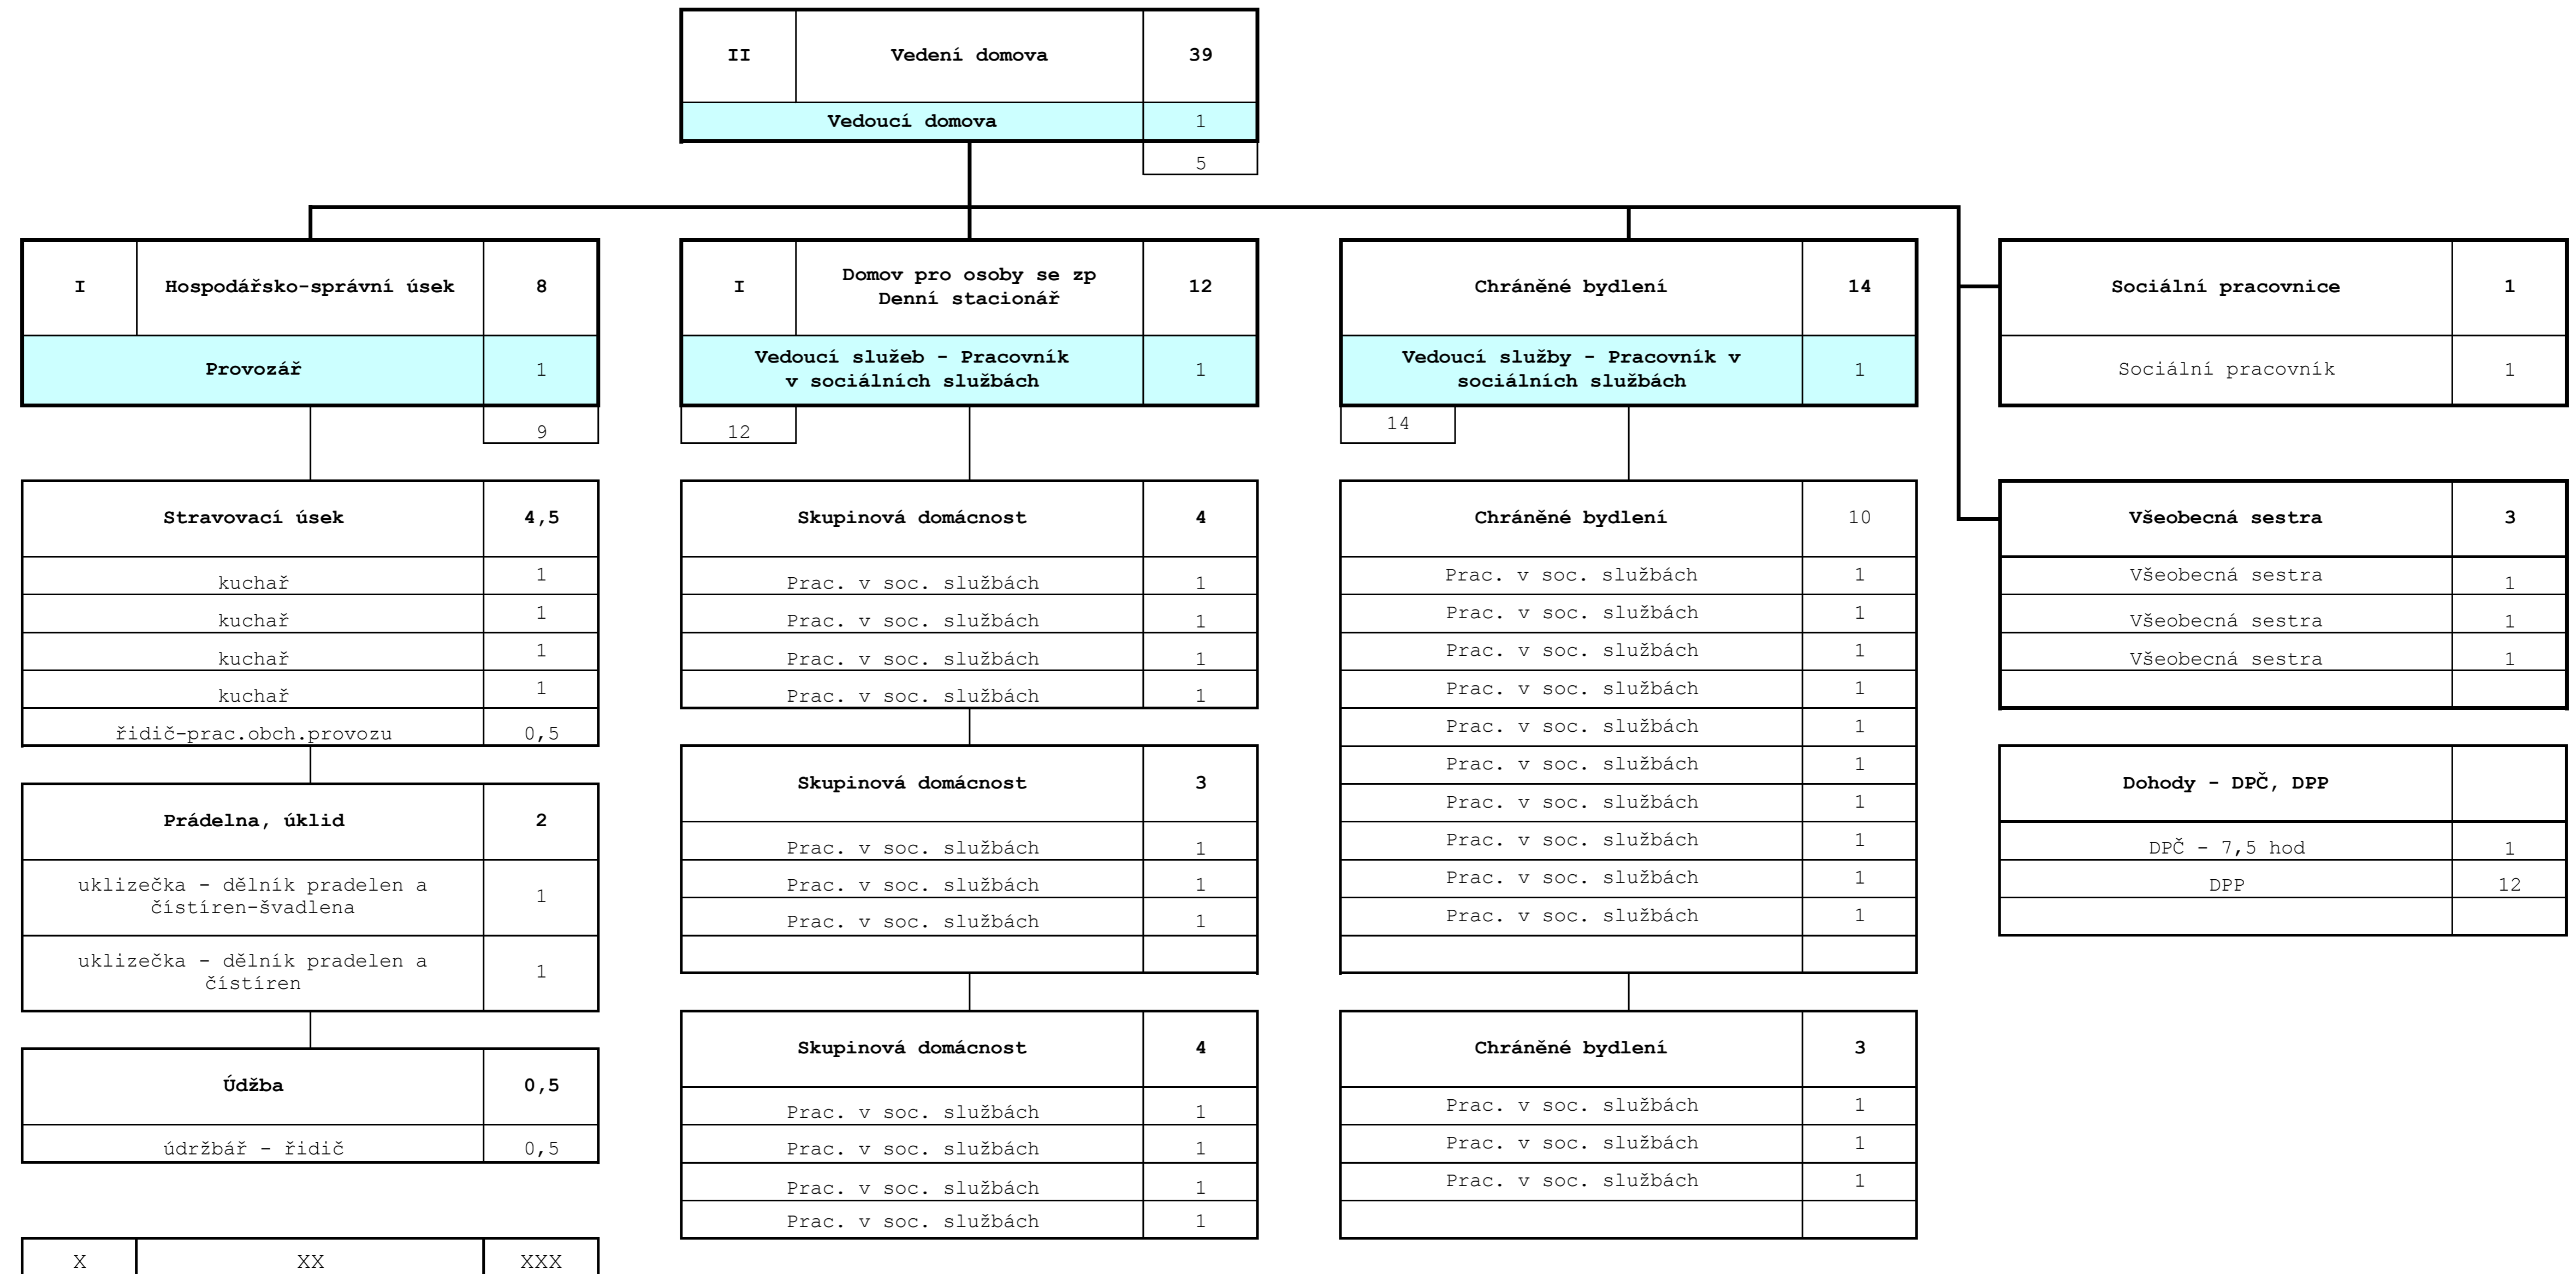 II Vedení domova 39
Vedoucí domova 1
5
I Hospodářsko-správní úsek 8
Provozář 1
9
Stravovací úsek 4,5
kuchař 1
kuchař 1
kuchař 1
kuchař 1
řidič-prac.obch.provozu 0,5
Prádelna, úklid 2
uklizečka - dělník pradelen a
čístíren-švadlena 1
uklizečka - dělník pradelen a
čístíren 1
Údžba 0,5
údržbář - řidič 0,5
X XX XXX
I Domov pro osoby se zp
Denní stacionář 12
Vedoucí služeb - Pracovník
v sociálních službách 1
12
Skupinová domácnost 4
Prac. v soc. službách 1
Prac. v soc. službách 1
Prac. v soc. službách 1
Prac. v soc. službách 1
Skupinová domácnost 3
Prac. v soc. službách 1
Prac. v soc. službách 1
Prac. v soc. službách 1
Skupinová domácnost 4
Prac. v soc. službách 1
Prac. v soc. službách 1
Prac. v soc. službách 1
Prac. v soc. službách 1
Chráněné bydlení 14
Vedoucí služby - Pracovník v
sociálních službách 1
14
Chráněné bydlení 10
Prac. v soc. službách 1
Prac. v soc. službách 1
Prac. v soc. službách 1
Prac. v soc. službách 1
Prac. v soc. službách 1
Prac. v soc. službách 1
Prac. v soc. službách 1
Prac. v soc. službách 1
Prac. v soc. službách 1
Prac. v soc. službách 1
Chráněné bydlení 3
Prac. v soc. službách 1
Prac. v soc. službách 1
Prac. v soc. službách 1
Sociální pracovnice 1
Sociální pracovník 1
Všeobecná sestra 3
Všeobecná sestra 1
Všeobecná sestra 1
Všeobecná sestra 1
Dohody - DPČ, DPP
DPČ - 7,5 hod 1
DPP 12